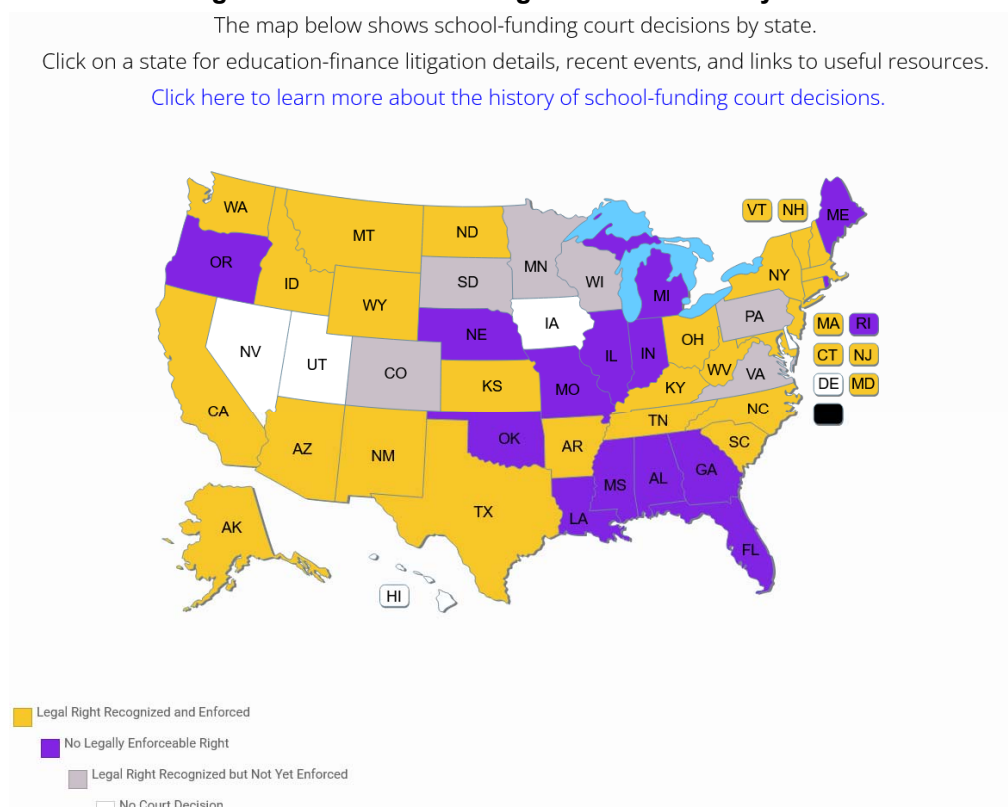 The map below shows school-funding court decisions by state.
Click on a state for education-finance litigation details, recent events, and links to useful resources.
Click here to learn more about the history of school-funding court decisions.
WA
MT
ND
MN
VT
NH
ME
OR
ID
WY
SD
WI
MI
NY
NV
UT
CO
NE
IA
IL
IN
OH
PA
MA
RI
CT
NJ
DE
MD
CA
AZ
NM
KS
MO
KY
WV
VA
OK
AR
TN
NC
SC
TX
LA
MS
AL
GA
FL
AK
HI
Legal Right Recognized and Enforced
No Legally Enforceable Right
Legal Right Recognized but Not Yet Enforced
No Court Decision